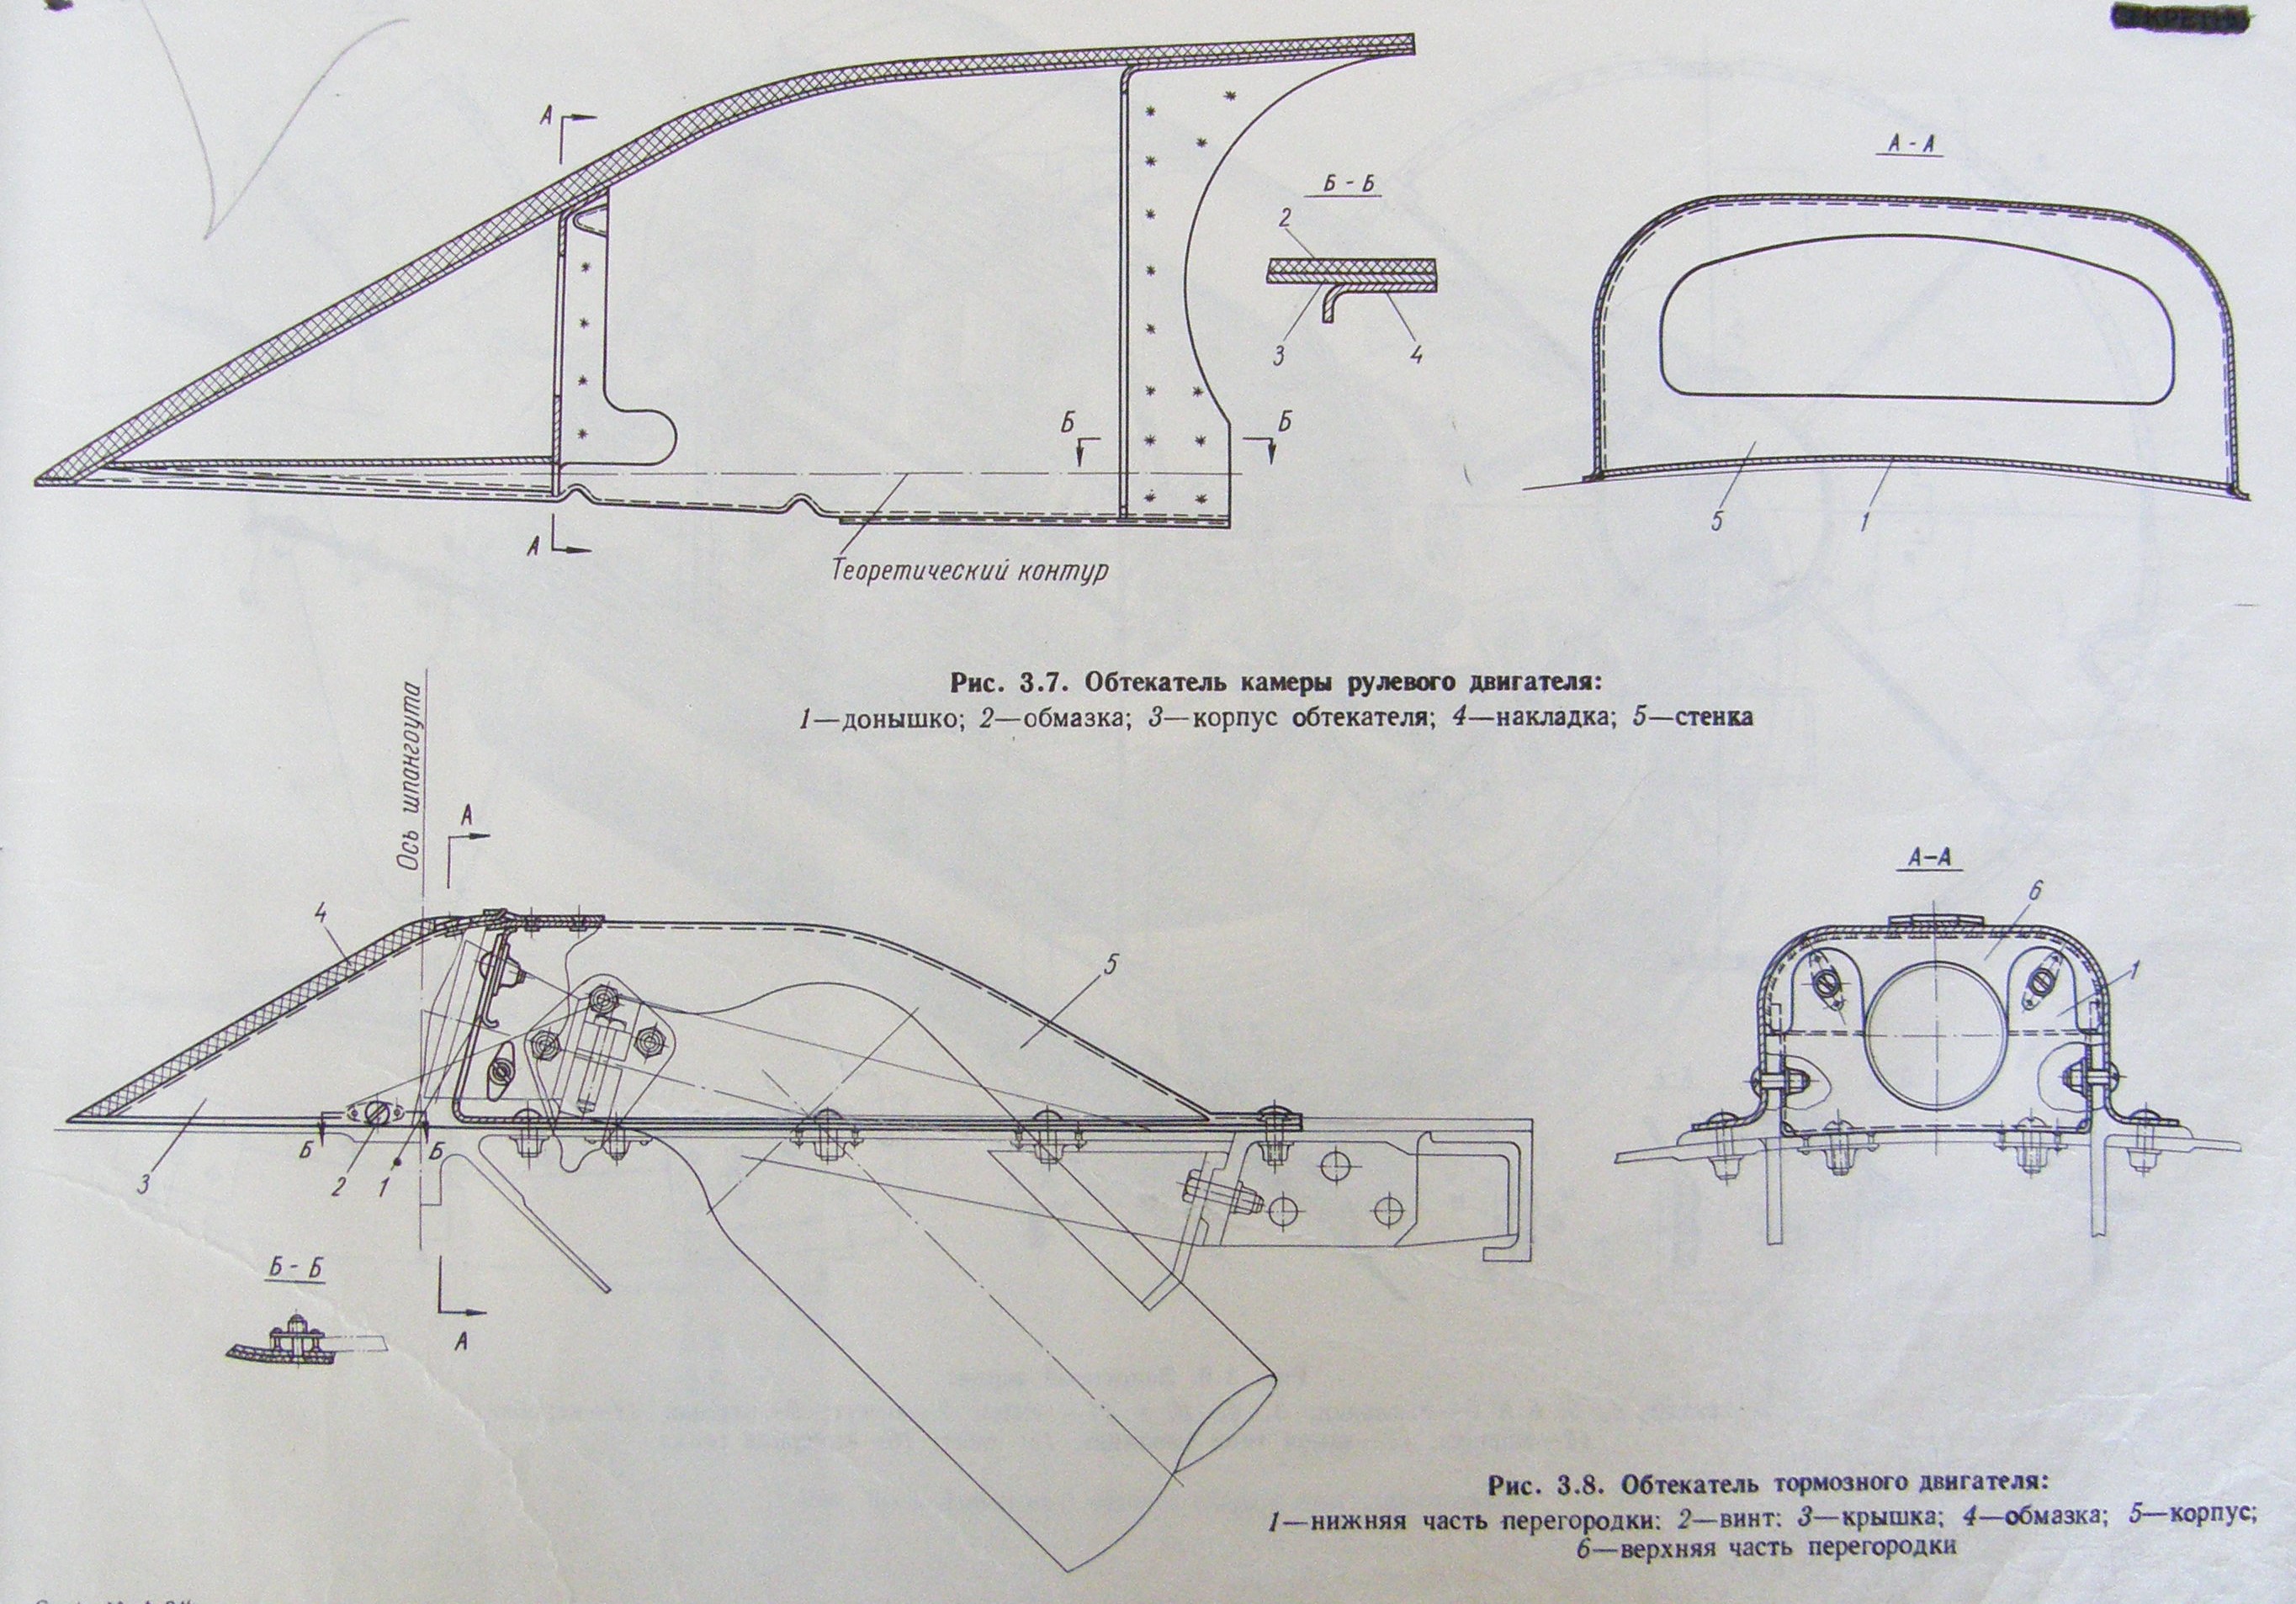 А
А - А
Б - Б
2
3
4
Б
Б
5
1
А
Теоретический контур
Рис. 3.7. Обтекатель камеры рулевого двигателя:
1—донышко; 2—обмазка; 3—корпус обтекателя; 4—накладка; 5—стенка
Ось шпангоута
А
А-А
4
5
6
1
Б
Б
3
2
1
Б - Б
А
Рис. 3.8. Обтекатель тормозного двигателя:
1—нижняя часть перегородки: 2—винт: 3—крышка; 4—обмазка; 5—корпус;
6—верхняя часть перегородки